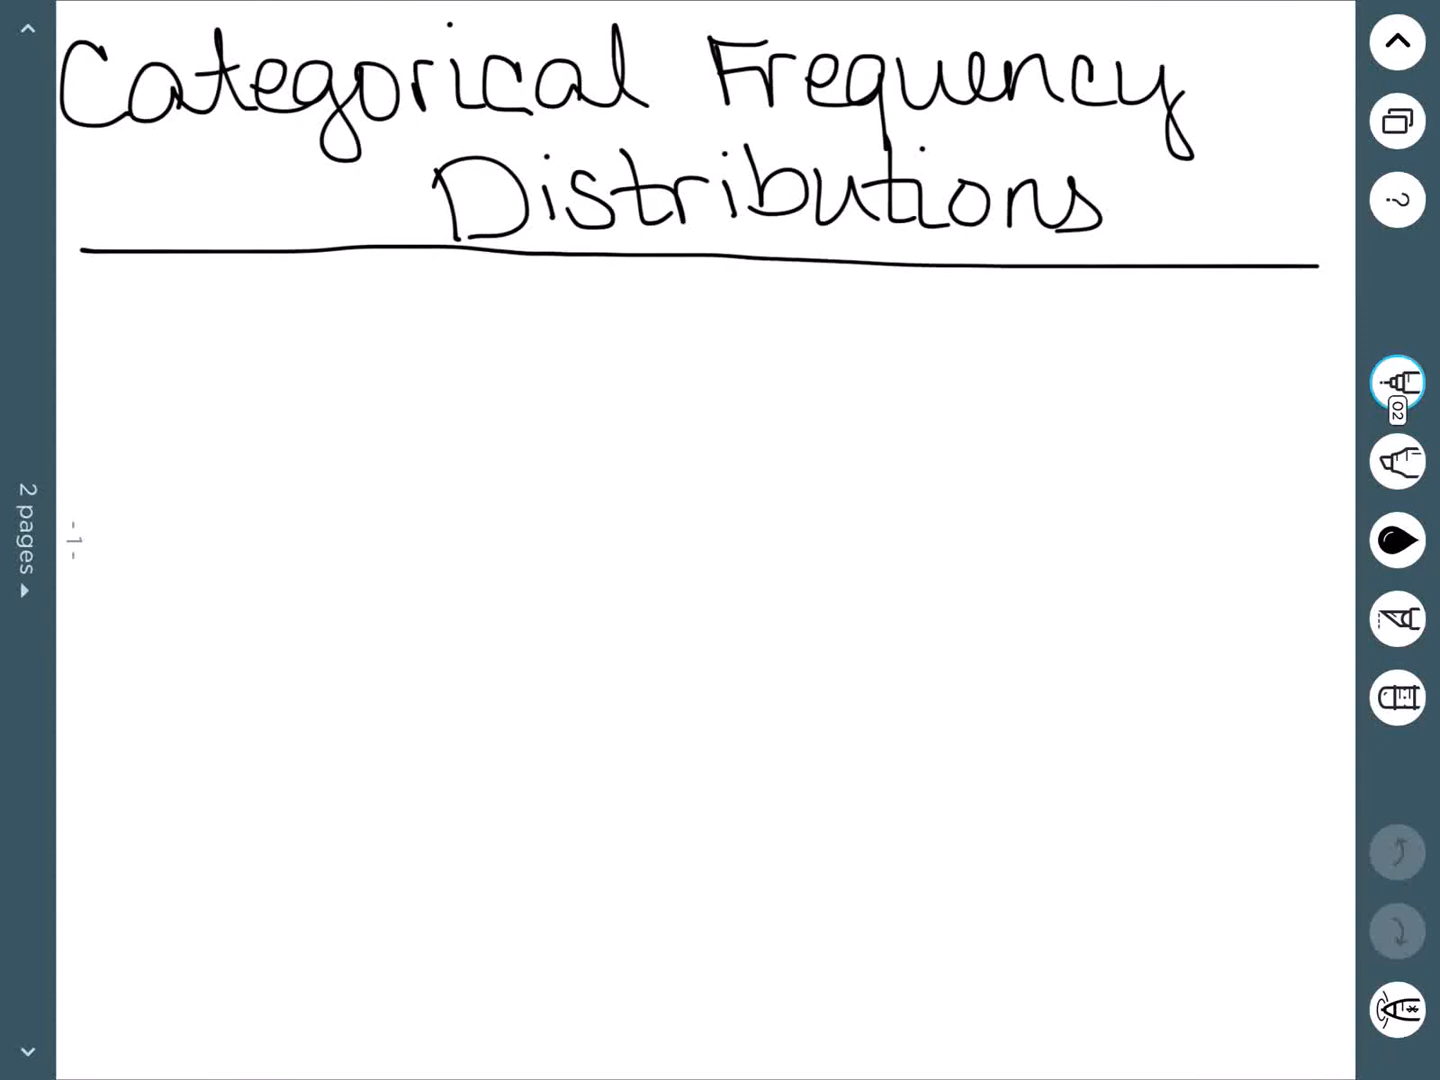 Categorical Frequency
Distributions
2 pages
- 1 -
?
02